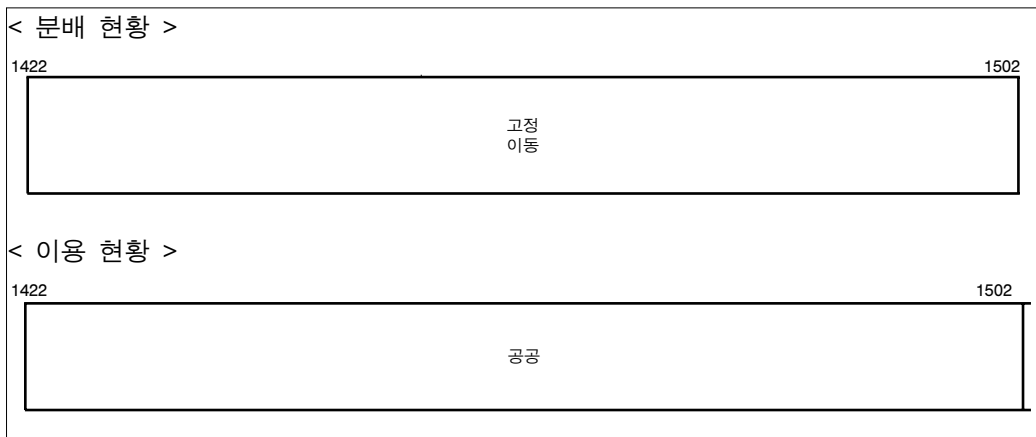 < 분배 현황 >
1422 1502
고정
이동
< 이용 현황 >
1422 1502
공공